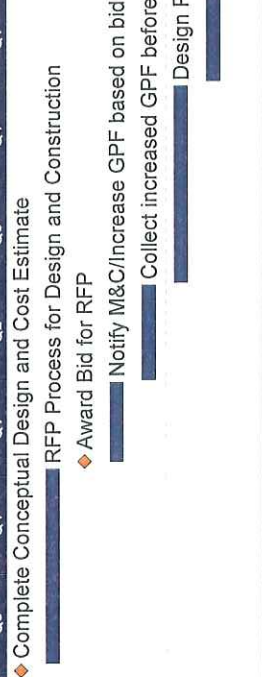 Complete Conceptual Design and Cost Estimate
RFP Process for Design and Construction
Award Bid for RFP
Notify M&C/Increase GPF based on bid
Collect increased GPF before
Design